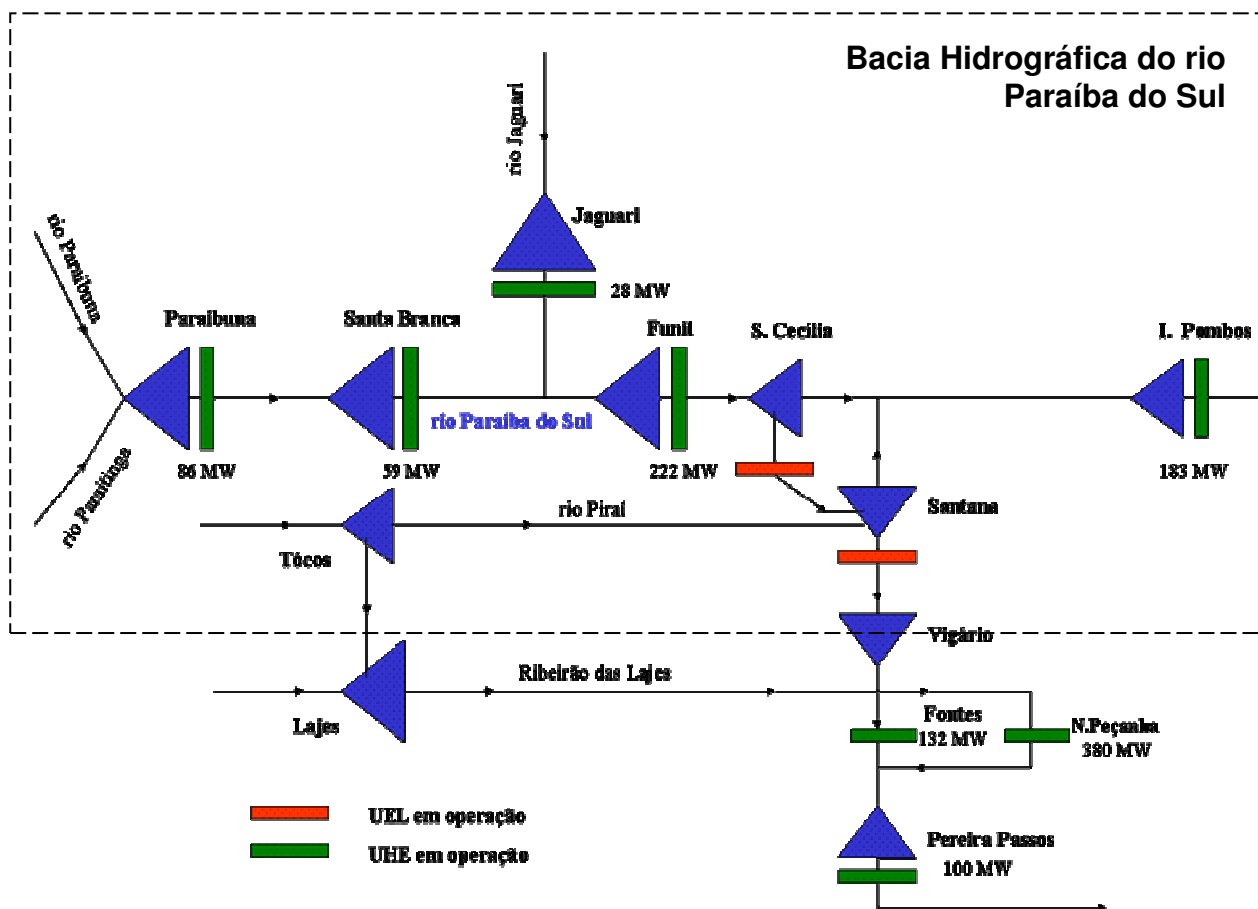 Bacia Hidrográfica do rio
Paraíba do Sul
rio Jaguari
Jaguari
28 MW
rio Paraibuna
Paraibuna
Santa Branca
Funil
S. Cecília
I. Pombos
rio Paraíba do Sul
86 MW
59 MW
222 MW
183 MW
rio Paraitinga
rio Piraí
Santana
Tócos
Vigário
Ribeirão das Lajes
Lajes
Fontes
132 MW
N.Peçanha
380 MW
UEL em operação
UHE em operação
Pereira Passos
100 MW